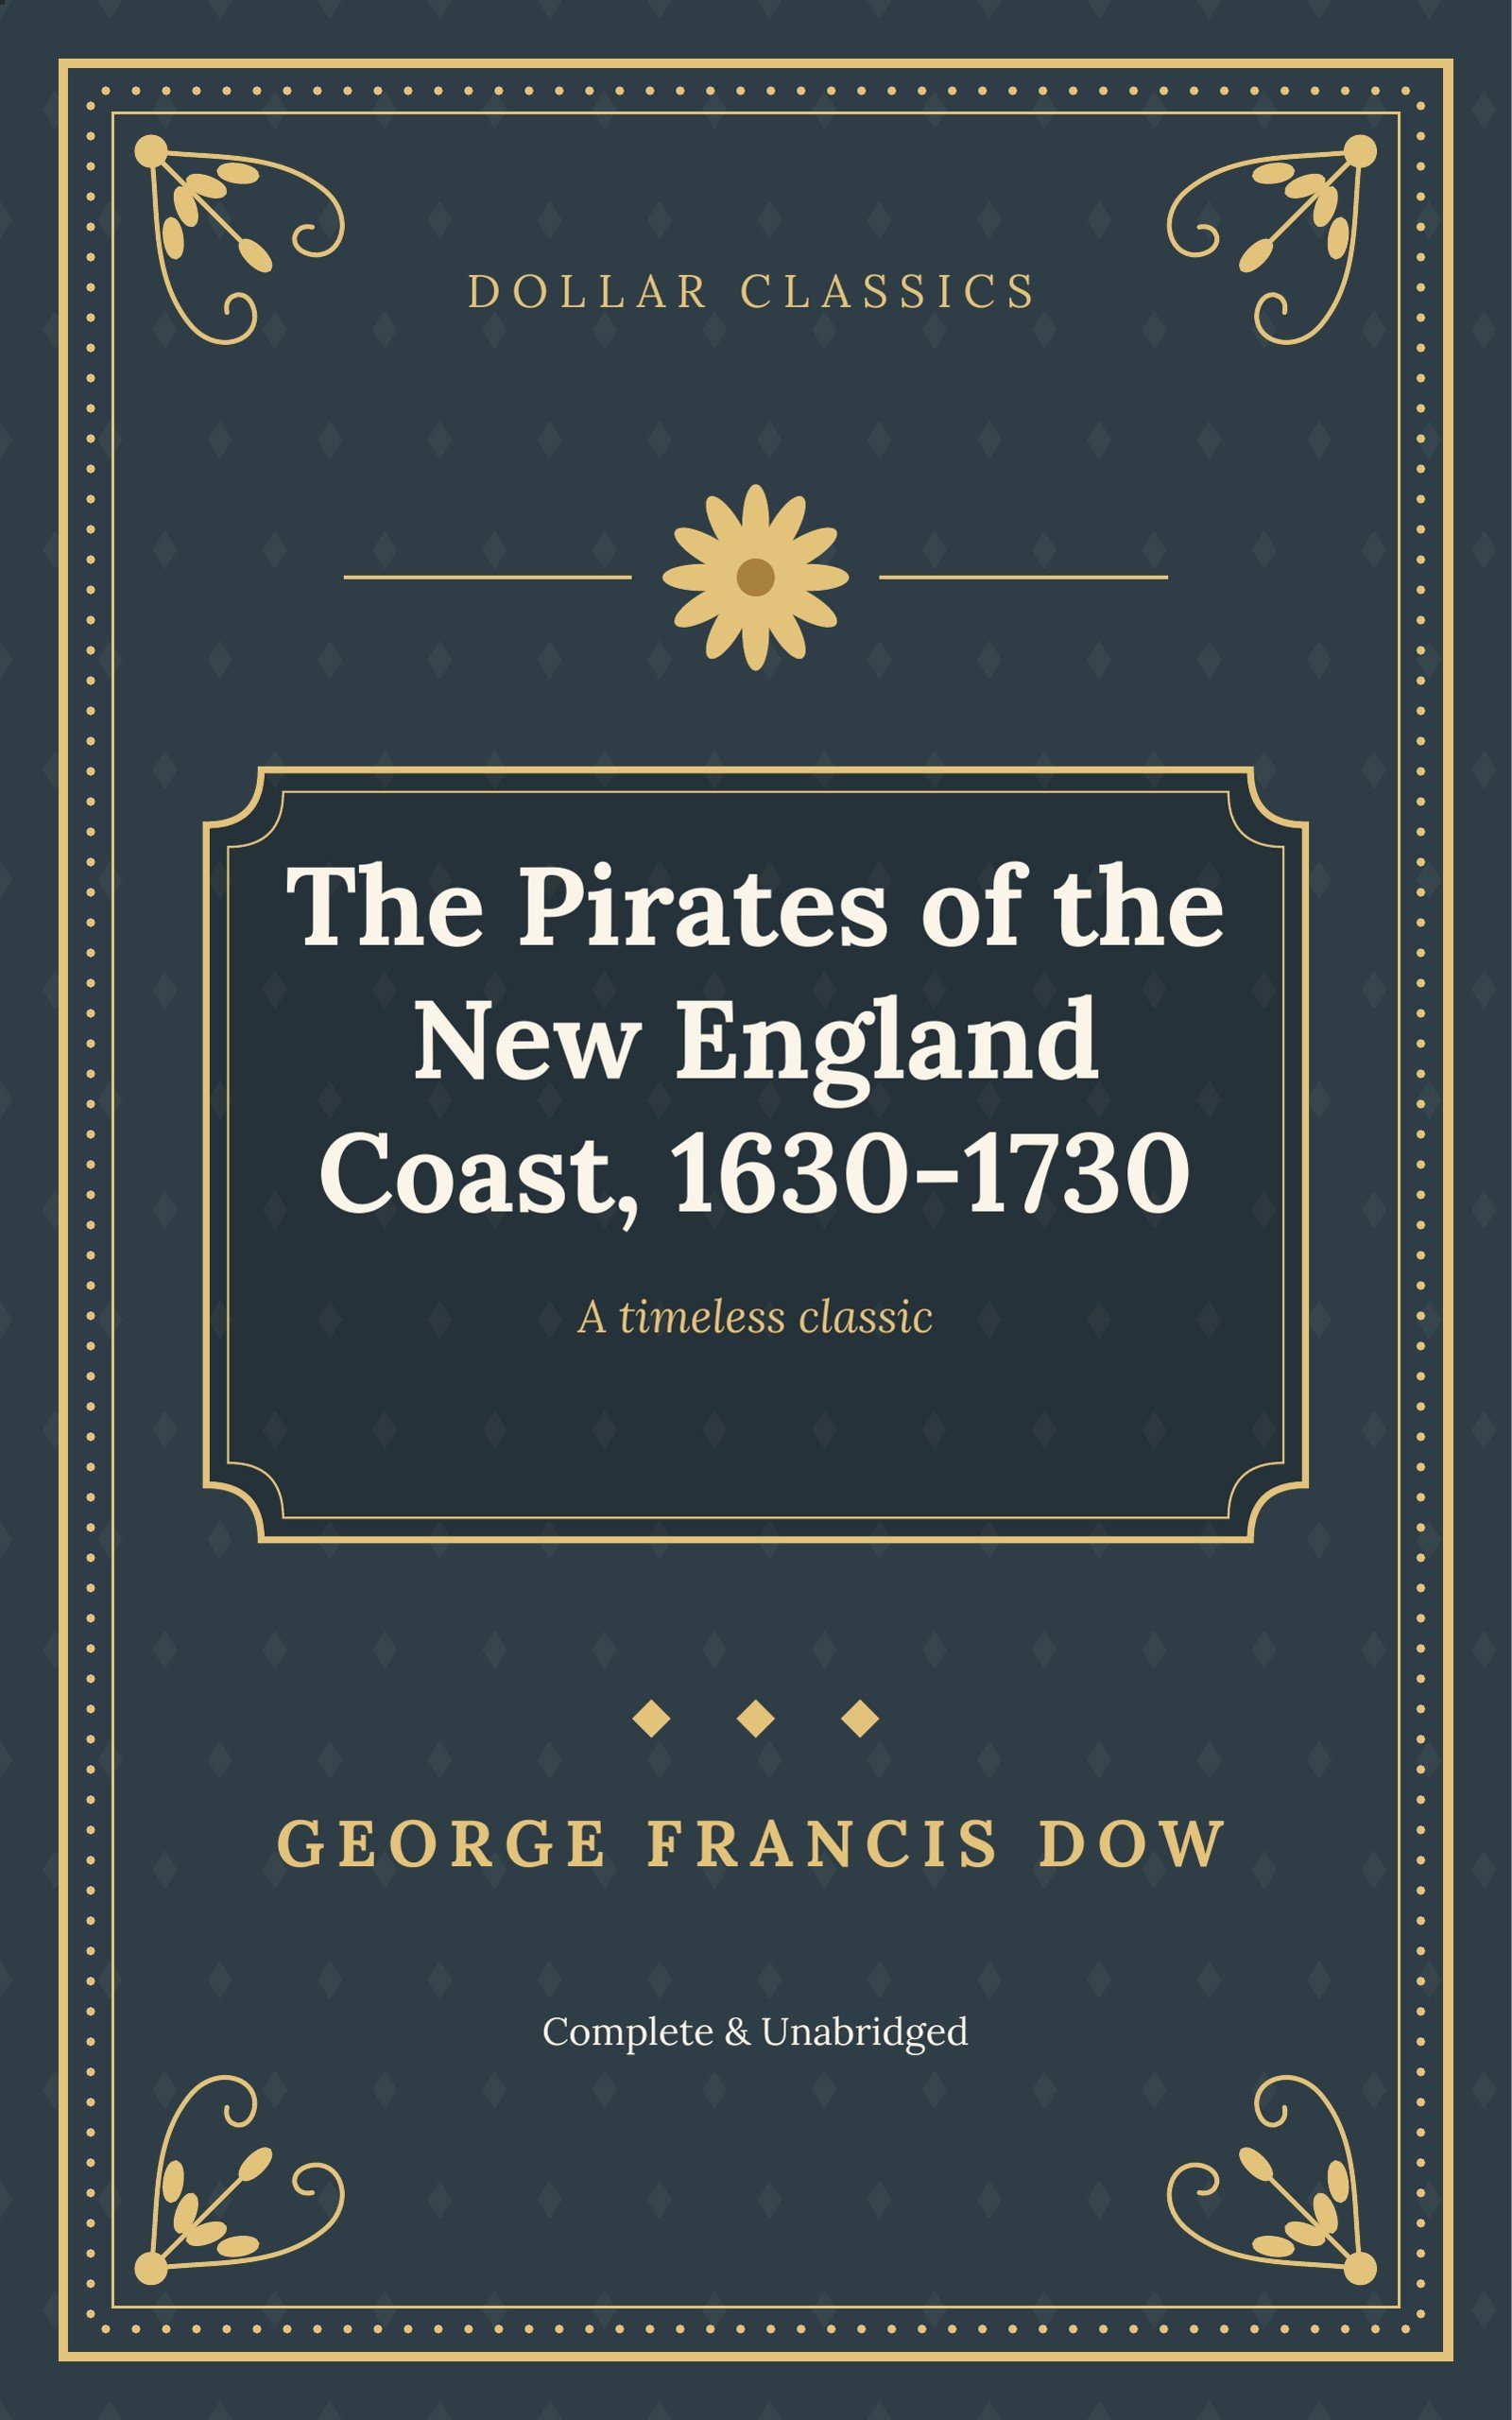 DOLLAR CLASSICS
The Pirates of the
New England
Coast, 1630–1730
A timeless classic
GEORGE FRANCIS DOW
Complete & Unabridged